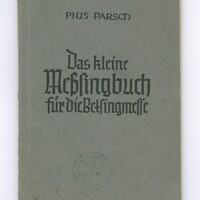 PIUS PARSCH
Das kleine
Meßsingbuch
für die Betsingmesse